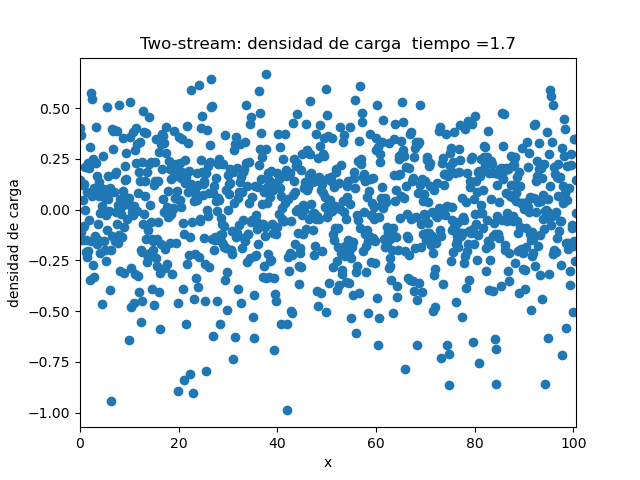 Two-stream: densidad de carga  tiempo =1.7
densidad de carga
0.50
0.25
0.00
−0.25
−0.50
−0.75
−1.00
0 20 40 60 80 100
x